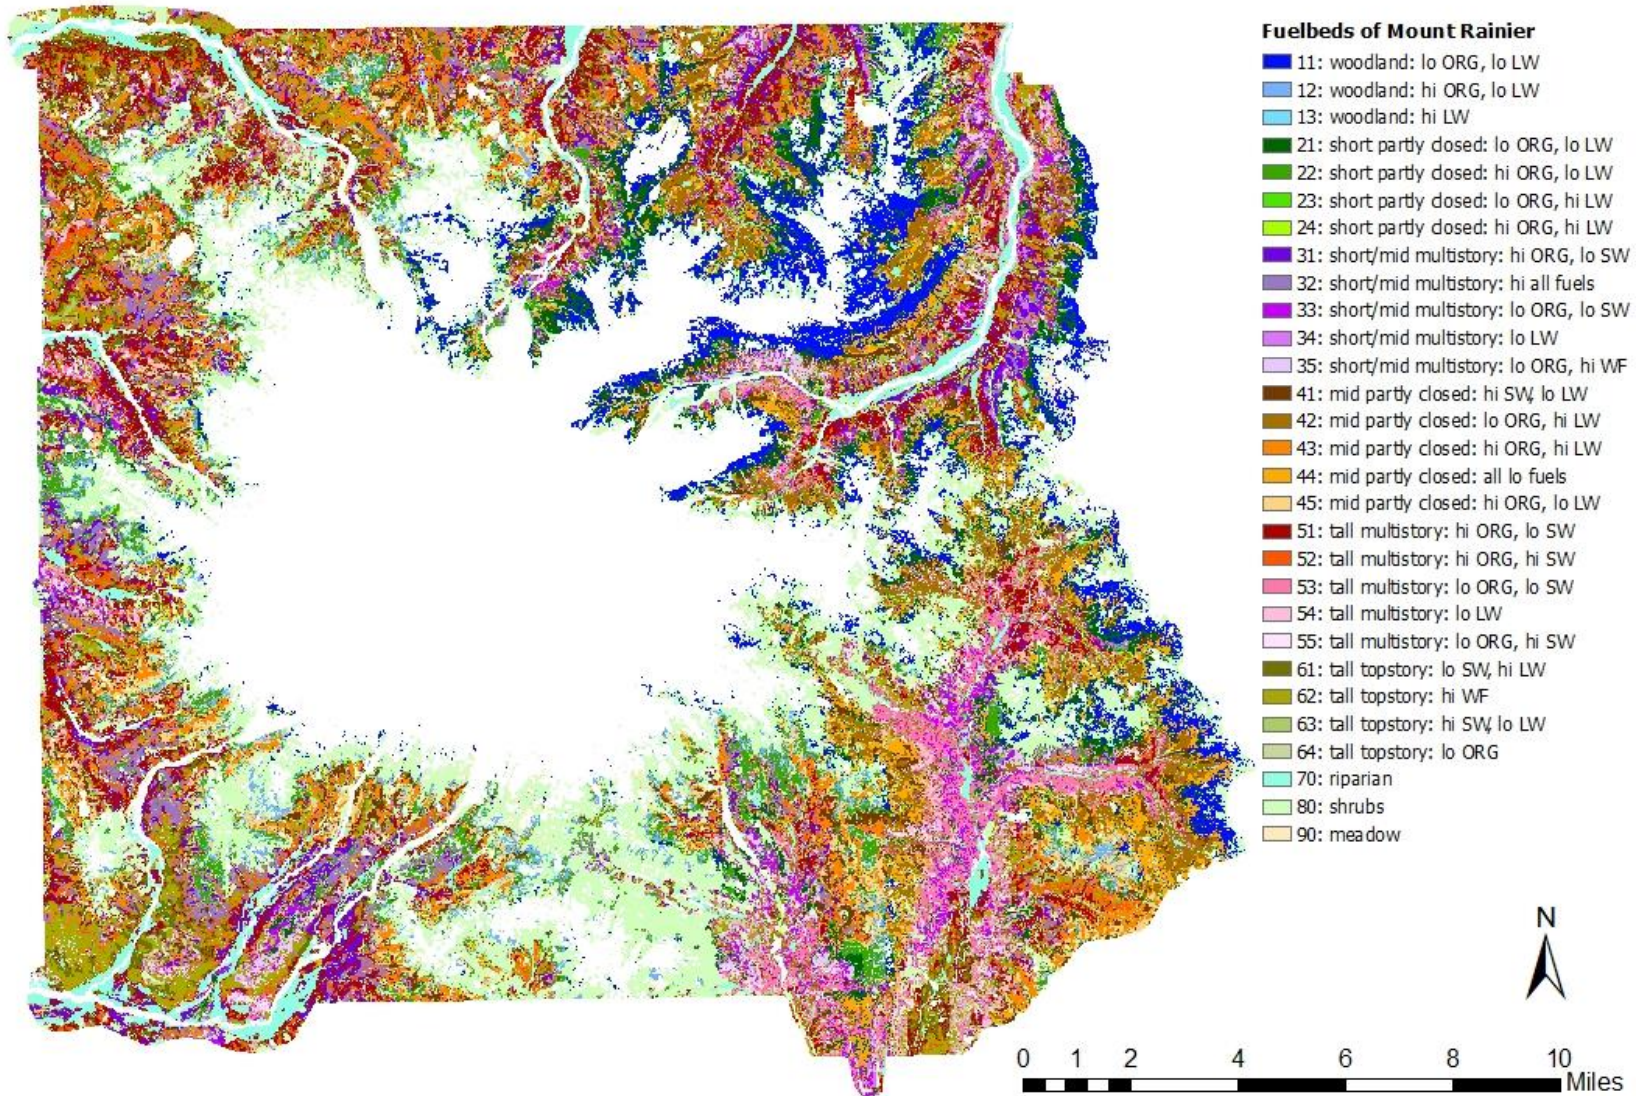 Fuelbeds of Mount Rainier
11: woodland: lo ORG, lo LW
12: woodland: hi ORG, lo LW
13: woodland: hi LW
21: short partly closed: lo ORG, lo LW
22: short partly closed: hi ORG, lo LW
23: short partly closed: lo ORG, hi LW
24: short partly closed: hi ORG, hi LW
31: short/mid multistory: hi ORG, lo SW
32: short/mid multistory: hi all fuels
33: short/mid multistory: lo ORG, lo SW
34: short/mid multistory: lo LW
35: short/mid multistory: lo ORG, hi WF
41: mid partly closed: hi SW, lo LW
42: mid partly closed: lo ORG, hi LW
43: mid partly closed: hi ORG, hi LW
44: mid partly closed: all lo fuels
45: mid partly closed: hi ORG, lo LW
51: tall multistory: hi ORG, lo SW
52: tall multistory: hi ORG, hi SW
53: tall multistory: lo ORG, lo SW
54: tall multistory: lo LW
55: tall multistory: lo ORG, hi SW
61: tall topstory: lo SW, hi LW
62: tall topstory: hi WF
63: tall topstory: hi SW, lo LW
64: tall topstory: lo ORG
70: riparian
80: shrubs
90: meadow
N
0 1 2 4 6 8 10
Miles